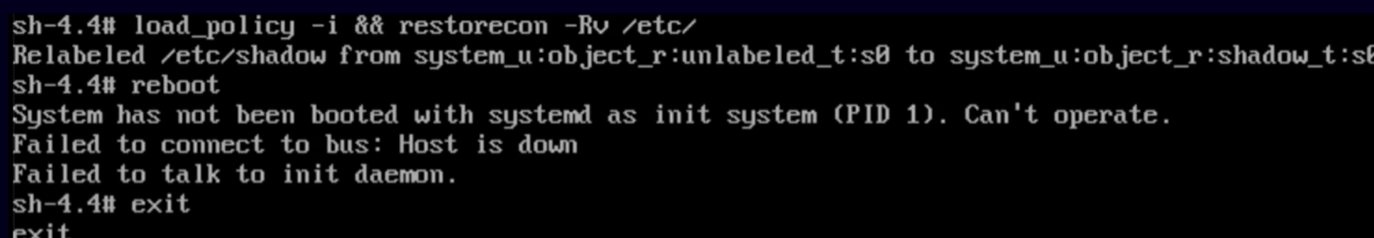 sh-4.4# load_policy -i && restorecon -Rv /etc/
Relabeled /etc/shadow from system_u:object_r:unlabeled_t:s0 to system_u:object_r:shadow_t:s0
sh-4.4# reboot
System has not been booted with systemd as init system (PID 1). Can't operate.
Failed to connect to bus: Host is down
Failed to talk to init daemon.
sh-4.4# exit
exit